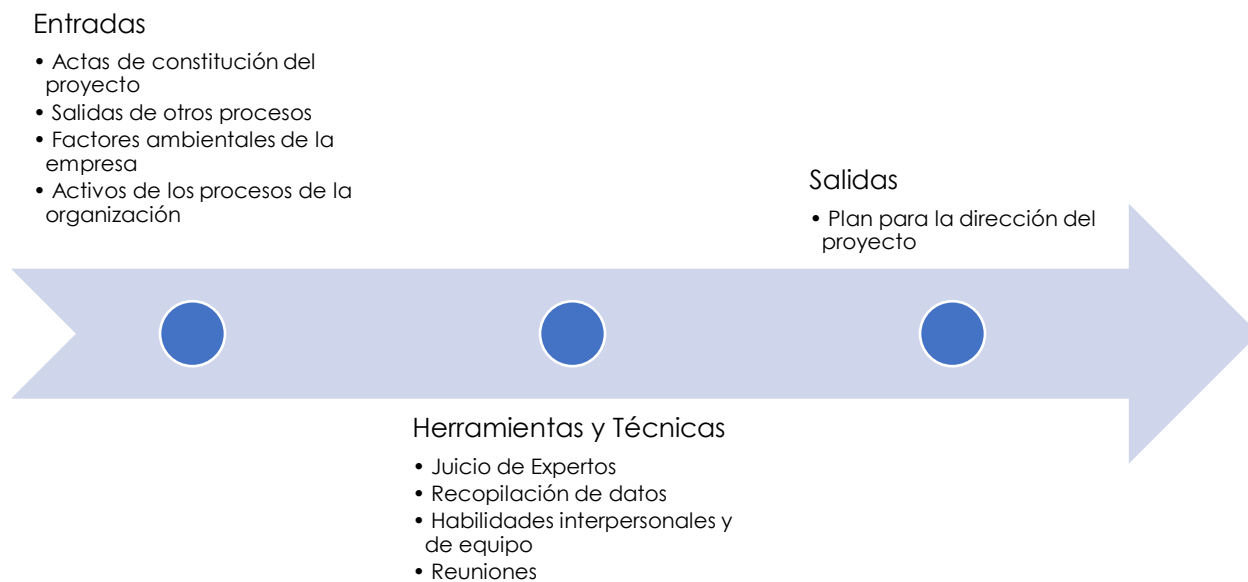 Entradas
• Actas de constitución del
proyecto
• Salidas de otros procesos
• Factores ambientales de la
empresa
• Activos de los procesos de la
organización
Herramientas y Técnicas
• Juicio de Expertos
• Recopilación de datos
• Habilidades interpersonales y
de equipo
• Reuniones
Salidas
• Plan para la dirección del
proyecto